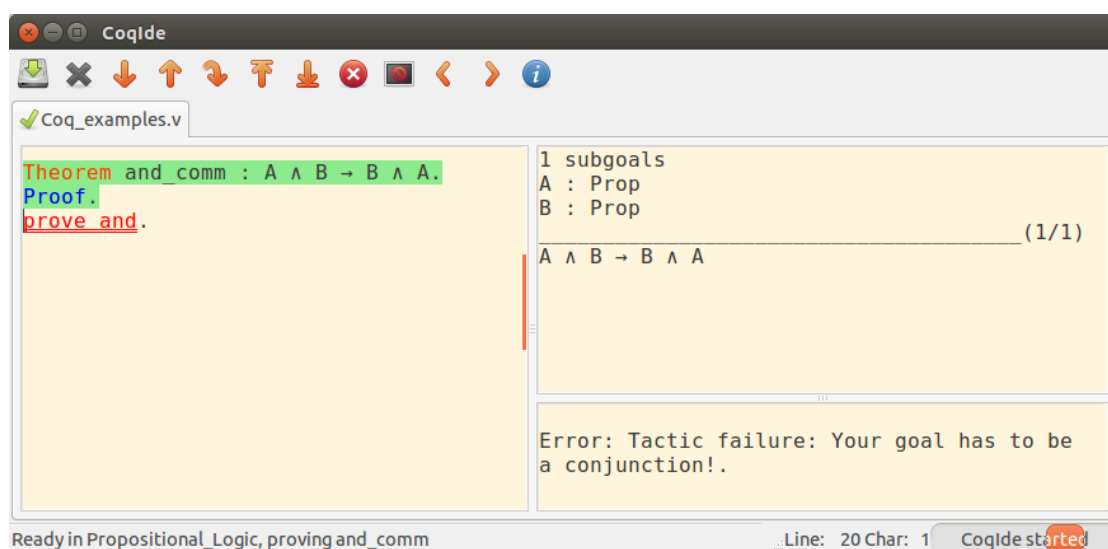 CoqIde
Coq_examples.v
Theorem and_comm : A ∧ B → B ∧ A.
Proof.
prove_and.
1 subgoals
A : Prop
B : Prop
______________________________________(1/1)
A ∧ B → B ∧ A
Error: Tactic failure: Your goal has to be
a conjunction!.
Ready in Propositional_Logic, proving and_comm
Line: 20 Char: 1
CoqIde started